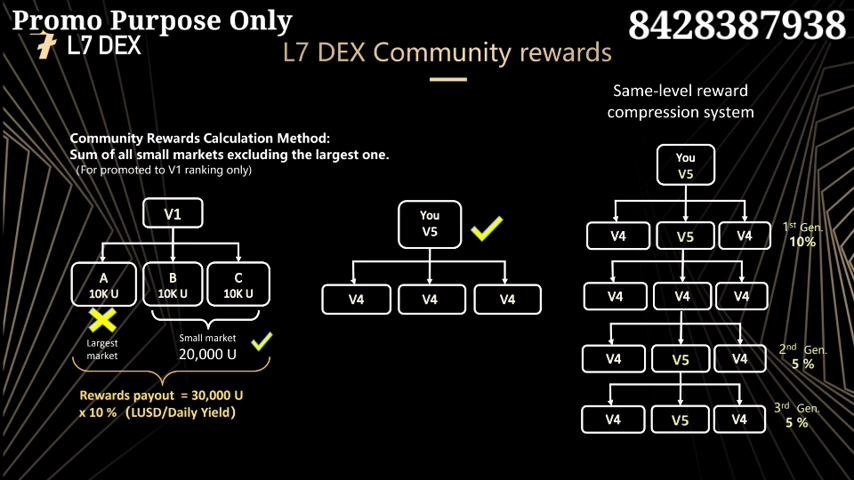 Promo Purpose Only
8428387938
L7 DEX
L7 DEX Community rewards
Same-level reward
compression system
Community Rewards Calculation Method:
Sum of all small markets excluding the largest one.
(For promoted to V1 ranking only)
V1
A
10K U
B
10K U
C
10K U
Largest
market
Small market
20,000 U
Rewards payout = 30,000 U
x 10 % (LUSD/Daily Yield)
You
V5
V4
V4
V4
You
V5
V4
V5
V4
1st Gen.
10%
V4
V4
V4
V4
V5
V4
2nd Gen.
5 %
V4
V5
V4
3rd Gen.
5 %